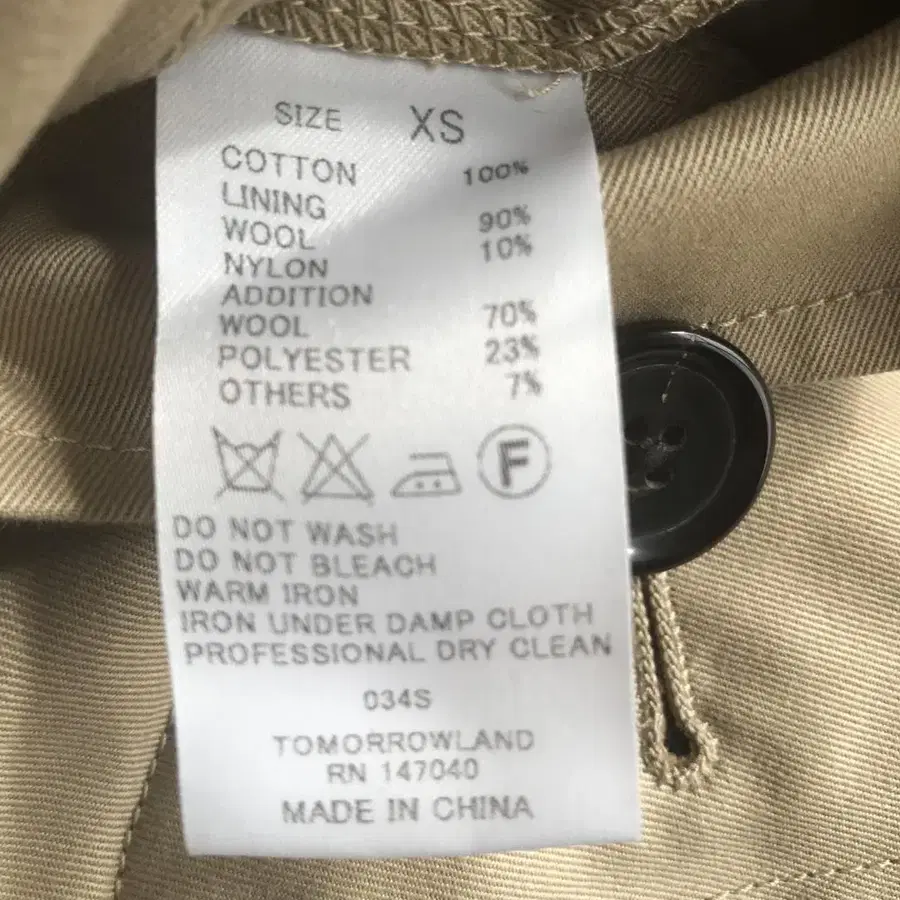 SIZE XS
COTTON 100%
LINING
WOOL 90%
NYLON 10%
ADDITION
WOOL 70%
POLYESTER 23%
OTHERS 7%
F
DO NOT WASH
DO NOT BLEACH
WARM IRON
IRON UNDER DAMP CLOTH
PROFESSIONAL DRY CLEAN
034S
TOMORROWLAND
RN 147040
MADE IN CHINA